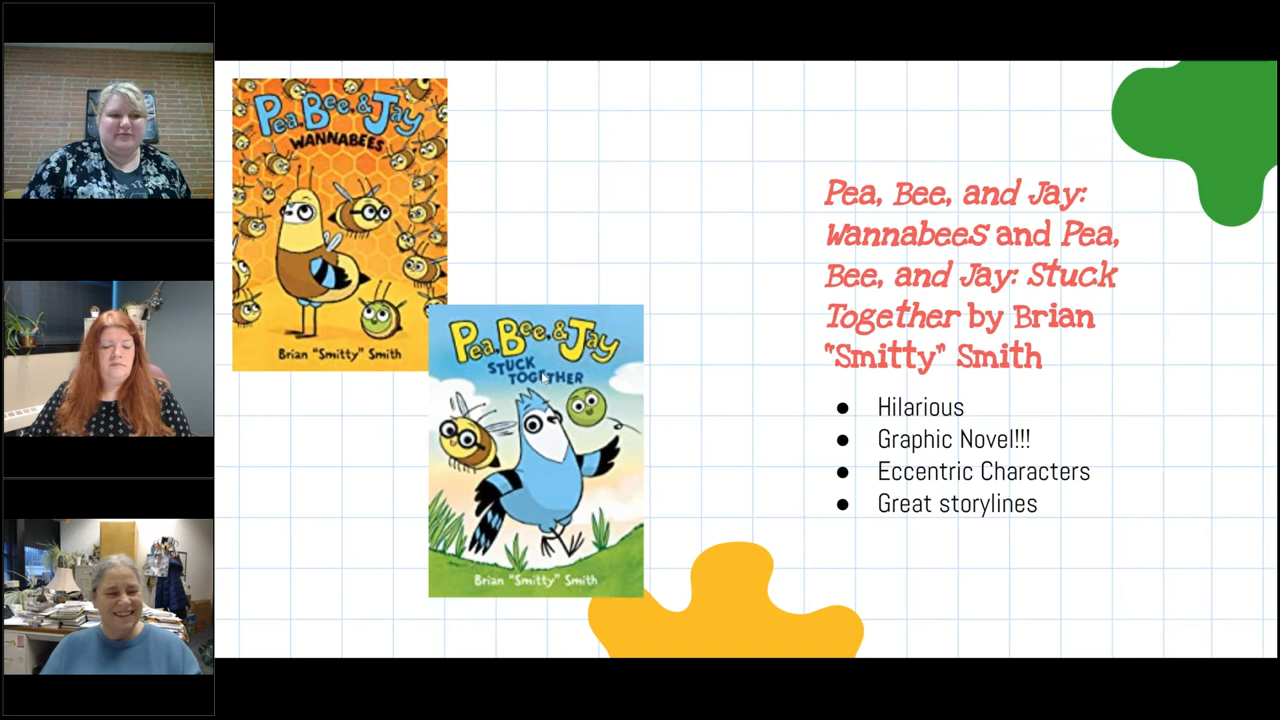 Pea, Bee, & Jay
WANNABEES
Brian "Smitty" Smith
Pea, Bee, & Jay
STUCK
TOGETHER
Brian "Smitty" Smith
Pea, Bee, and Jay:
Wannabees and Pea,
Bee, and Jay: Stuck
Together by Brian
"Smitty" Smith
● Hilarious
● Graphic Novel!!!
● Eccentric Characters
● Great storylines